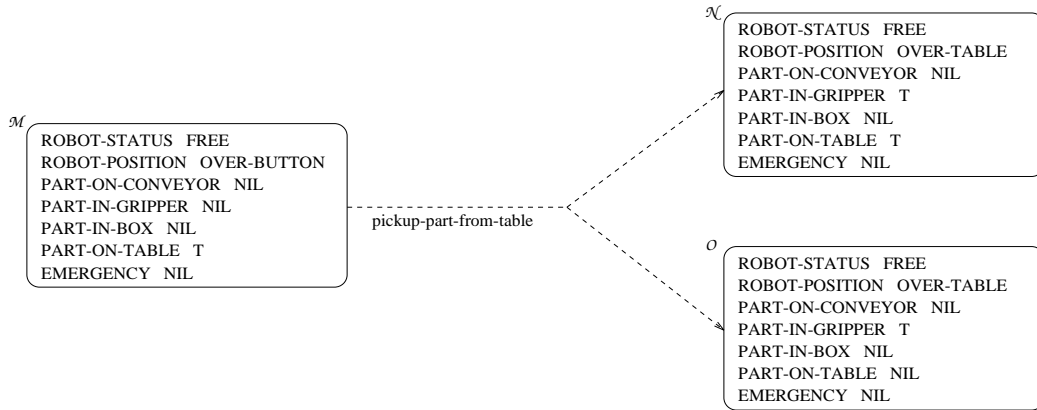 M
ROBOT-STATUS FREE
ROBOT-POSITION OVER-BUTTON
PART-ON-CONVEYOR NIL
PART-IN-GRIPPER NIL
PART-IN-BOX NIL
PART-ON-TABLE T
EMERGENCY NIL
pickup-part-from-table
N
ROBOT-STATUS FREE
ROBOT-POSITION OVER-TABLE
PART-ON-CONVEYOR NIL
PART-IN-GRIPPER T
PART-IN-BOX NIL
PART-ON-TABLE T
EMERGENCY NIL
O
ROBOT-STATUS FREE
ROBOT-POSITION OVER-TABLE
PART-ON-CONVEYOR NIL
PART-IN-GRIPPER T
PART-IN-BOX NIL
PART-ON-TABLE NIL
EMERGENCY NIL